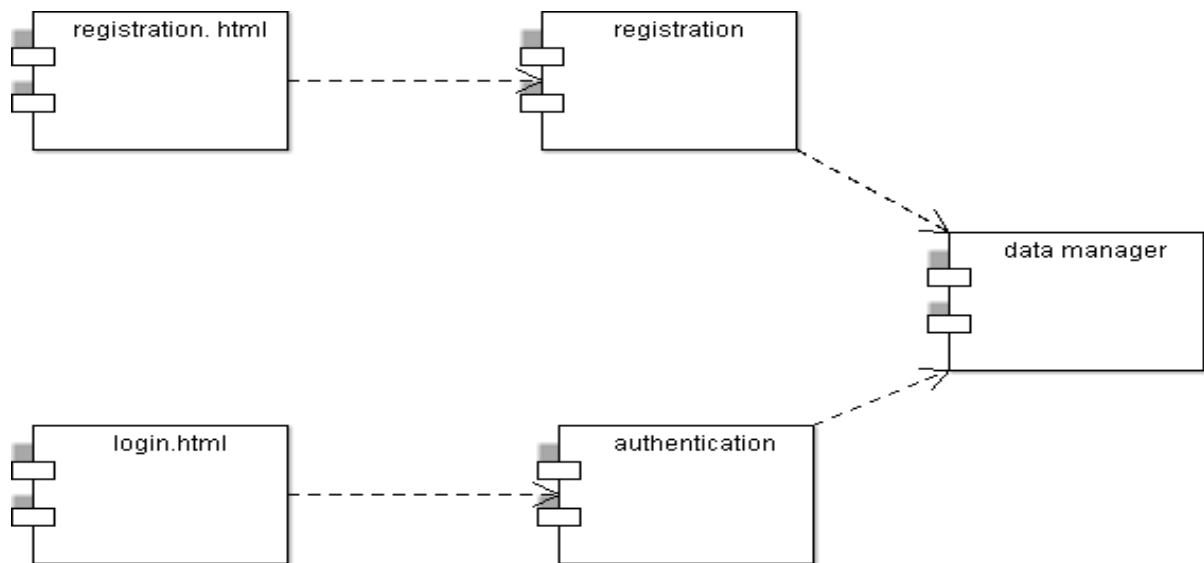 registration. html
registration
data manager
login.html
authentication